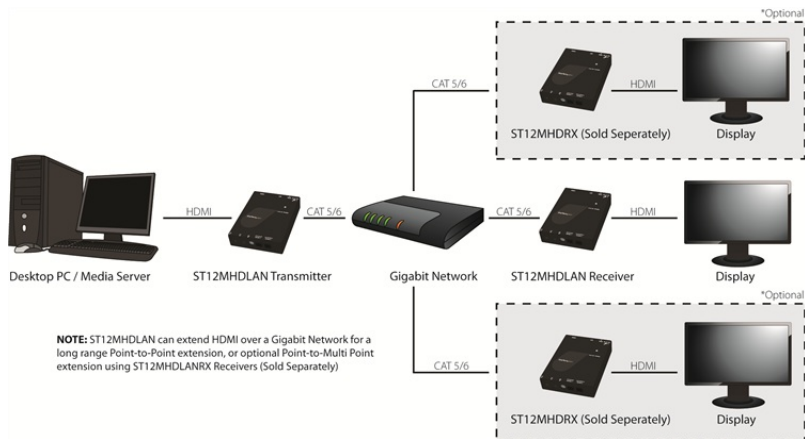 *Optional
CAT 5/6
HDMI
ST12MHDRX (Sold Seperately)
Display
HDMI
CAT 5/6
CAT 5/6
HDMI
Desktop PC / Media Server
ST12MHDLAN Transmitter
Gigabit Network
ST12MHDLAN Receiver
Display
*Optional
NOTE: ST12MHDLAN can extend HDMI over a Gigabit Network for a
long range Point-to-Point extension, or optional Point-to-Multi Point
extension using ST12MHDLANRX Receivers (Sold Separately)
CAT 5/6
HDMI
ST12MHDRX (Sold Seperately)
Display